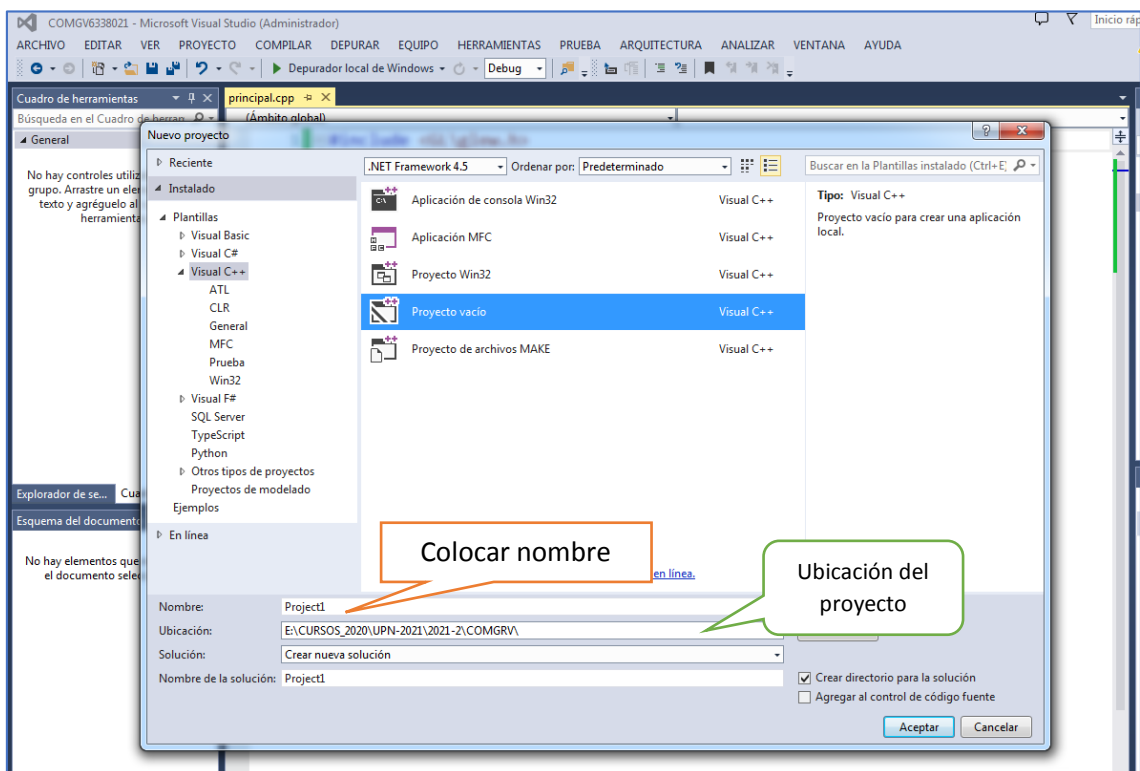 COMGV6338021 - Microsoft Visual Studio (Administrador)
Inicio ráp
ARCHIVO EDITAR VER PROYECTO COMPILAR DEPURAR EQUIPO HERRAMIENTAS PRUEBA ARQUITECTURA ANALIZAR VENTANA AYUDA
Depurador local de Windows Debug
Cuadro de herramientas
principal.cpp
Búsqueda en el Cuadro de herran
(Ámbito global)
General
No hay controles utiliz
grupo. Arrastre un ele
texto y agréguelo al
herramienta
Nuevo proyecto
Reciente
.NET Framework 4.5 Ordenar por: Predeterminado
Buscar en la Plantillas instalado (Ctrl+E)
Instalado
Plantillas
Visual Basic
Visual C#
Visual C++
ATL
CLR
General
MFC
Prueba
Win32
Visual F#
SQL Server
TypeScript
Python
Otros tipos de proyectos
Proyectos de modelado
Ejemplos
En línea
Aplicación de consola Win32 Visual C++
Aplicación MFC Visual C++
Proyecto Win32 Visual C++
Proyecto vacío Visual C++
Proyecto de archivos MAKE Visual C++
Tipo: Visual C++
Proyecto vacío para crear una aplicación
local.
Explorador de se... Cua
Esquema del documento
No hay elementos que
el documento selec
Colocar nombre
en línea.
Ubicación del
proyecto
Nombre: Project1
Ubicación: E:\CURSOS_2020\UPN-2021\2021-2\COMGRV\
Solución: Crear nueva solución
Nombre de la solución: Project1
Crear directorio para la solución
Agregar al control de código fuente
Aceptar Cancelar